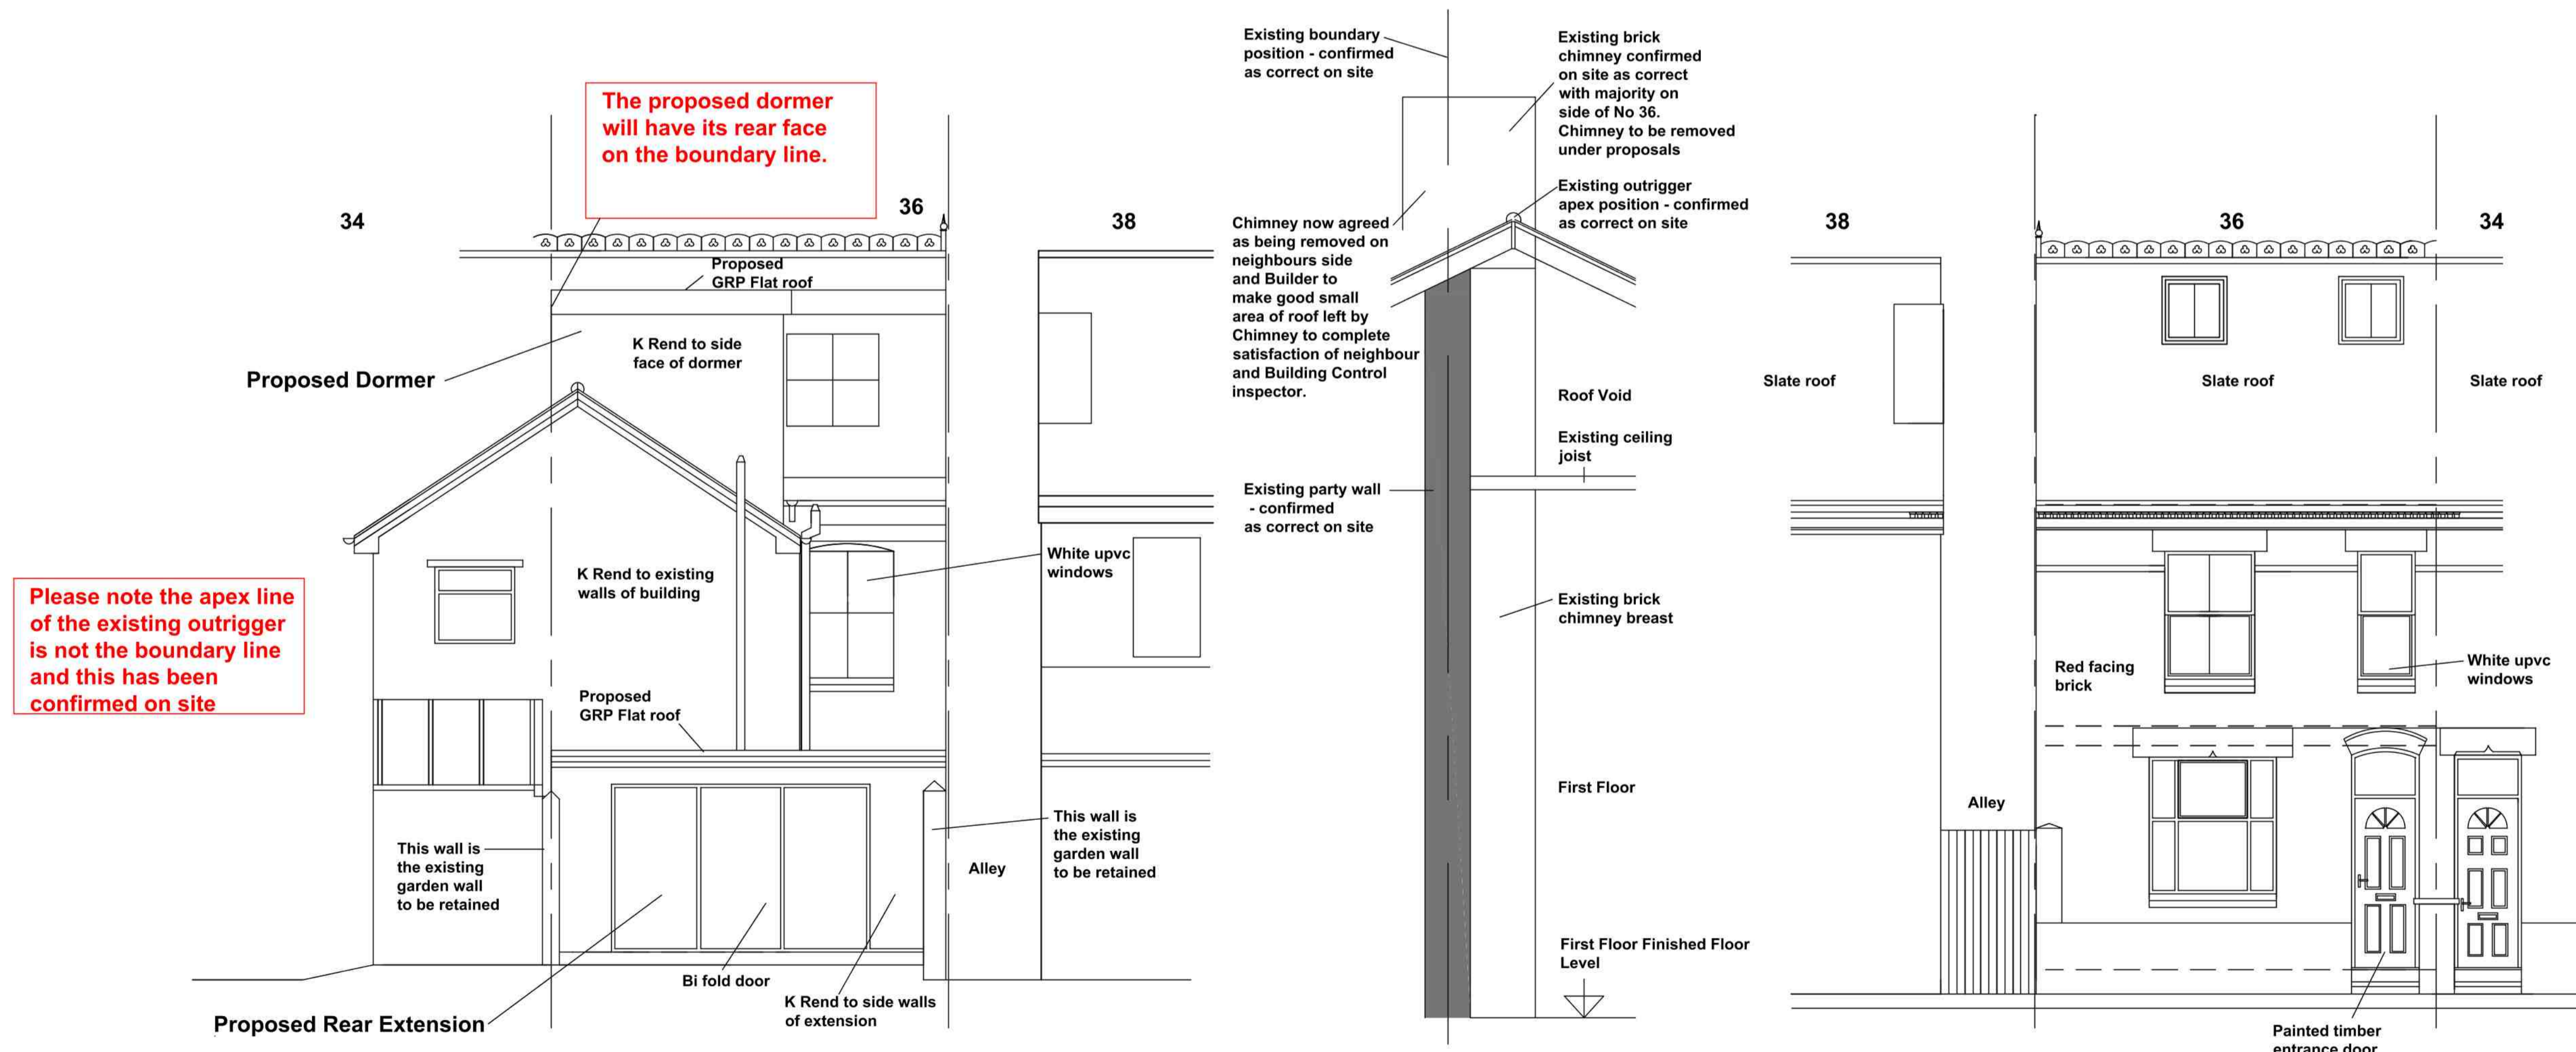 The proposed dormer
will have its rear face
on the boundary line.
34
36
38
Proposed
GRP Flat roof
K Rend to side
face of dormer
Proposed Dormer
Please note the apex line
of the existing outrigger
is not the boundary line
and this has been
confirmed on site
K Rend to existing
walls of building
White upvc
windows
Proposed
GRP Flat roof
This wall is
the existing
garden wall
to be retained
This wall is
the existing
garden wall
to be retained
Alley
Bi fold door
K Rend to side walls
of extension
Proposed Rear Extension
Existing boundary
position - confirmed
as correct on site
Existing brick
chimney confirmed
on site as correct
with majority on
side of No 36.
Chimney to be removed
under proposals
Existing outrigger
apex position - confirmed
as correct on site
Chimney now agreed
as being removed on
neighbours side
and Builder to
make good small
area of roof left by
Chimney to complete
satisfaction of neighbour
and Building Control
inspector.
Roof Void
Existing ceiling
joist
Existing party wall
- confirmed
as correct on site
Existing brick
chimney breast
First Floor
First Floor Finished Floor
Level
38
36
34
Slate roof
Slate roof
Slate roof
Red facing
brick
White upvc
windows
Alley
Painted timber
entrance door